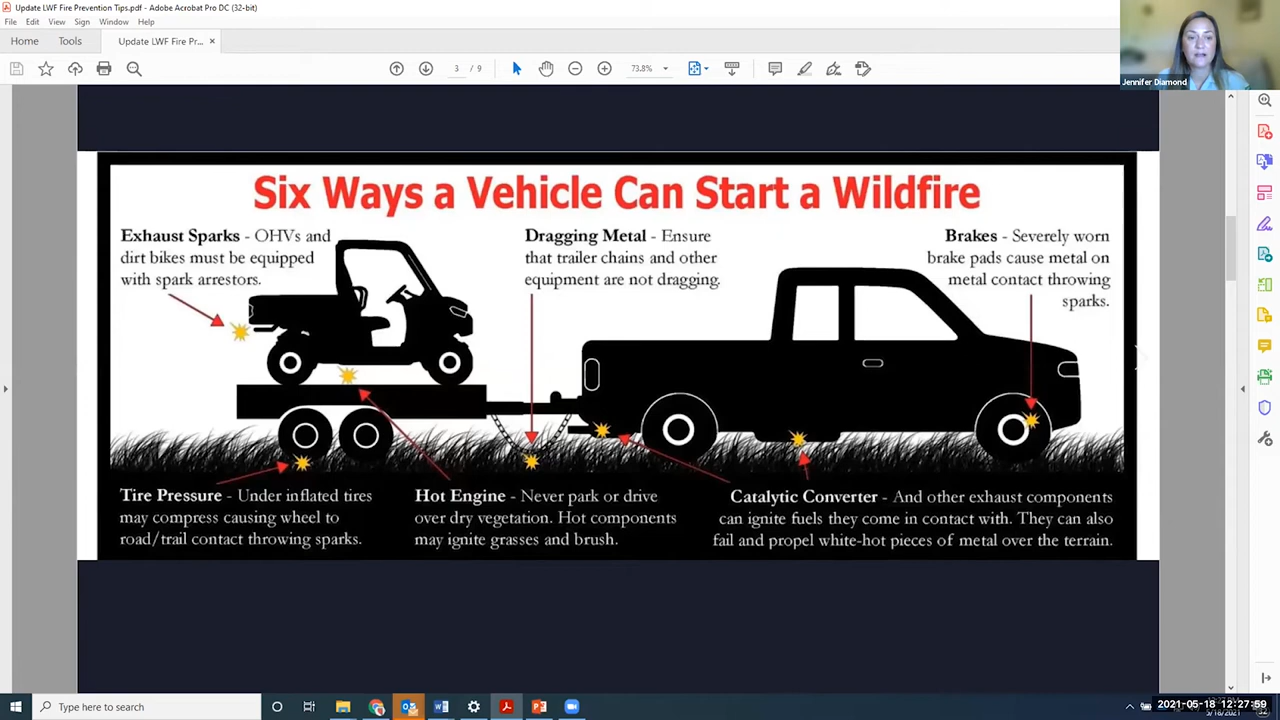 Update LWF Fire Prevention Tips.pdf - Adobe Acrobat Pro DC (32-bit)
File Edit View Sign Window Help
Home Tools Update LWF Fire Pr... ×
3 / 9 73.8%
Jennifer Diamond
Six Ways a Vehicle Can Start a Wildfire
Exhaust Sparks - OHVs and
dirt bikes must be equipped
with spark arrestors.
Dragging Metal - Ensure
that trailer chains and other
equipment are not dragging.
Brakes - Severely worn
brake pads cause metal on
metal contact throwing
sparks.
Tire Pressure - Under inflated tires
may compress causing wheel to
road/trail contact throwing sparks.
Hot Engine - Never park or drive
over dry vegetation. Hot components
may ignite grasses and brush.
Catalytic Converter - And other exhaust components
can ignite fuels they come in contact with. They can also
fail and propel white-hot pieces of metal over the terrain.
Type here to search
2021-05-18 12:27:59